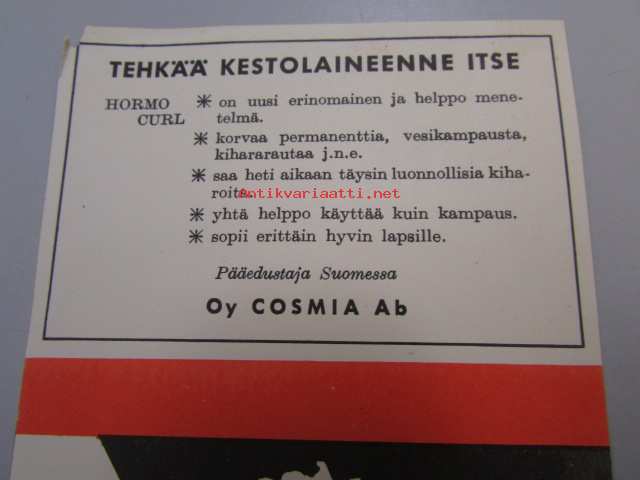 TEHKÄÄ KESTOLAINEENNE ITSE
HORMO CURL
* on uusi erinomainen ja helppo mene-
telmä.
* korvaa permanenttia, vesikampausta,
kihararautaa j.n.e.
* saa heti aikaan täysin luonnollisia kiha-
roita.
Antikvariaatti.net
* yhtä helppo käyttää kuin kampaus.
* sopii erittäin hyvin lapsille.
Pääedustaja Suomessa
Oy COSMIA Ab